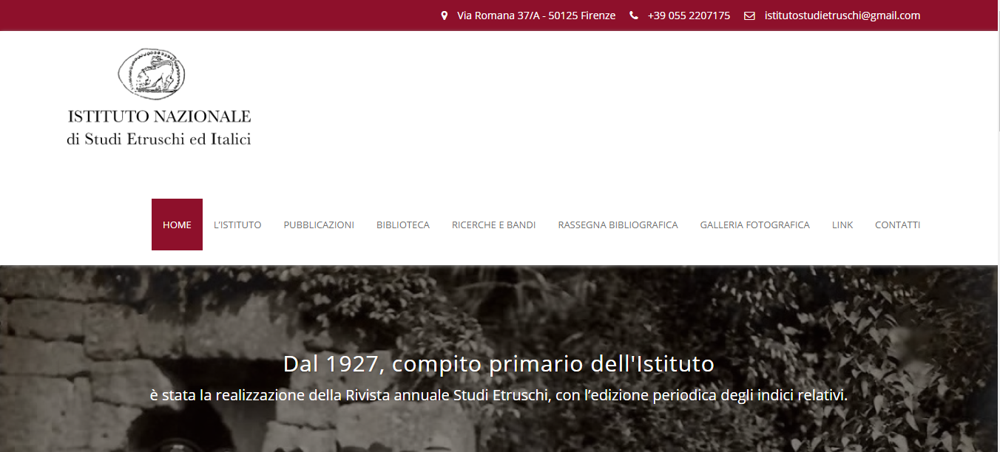 Via Romana 37/A - 50125 Firenze +39 055 2207175 istitutostudietruschi@gmail.com
ISTITUTO NAZIONALE
di Studi Etruschi ed Italici
HOME L'ISTITUTO PUBBLICAZIONI BIBLIOTECA RICERCHE E BANDI RASSEGNA BIBLIOGRAFICA GALLERIA FOTOGRAFICA LINK CONTATTI
Dal 1927, compito primario dell'Istituto
è stata la realizzazione della Rivista annuale Studi Etruschi, con l’edizione periodica degli indici relativi.